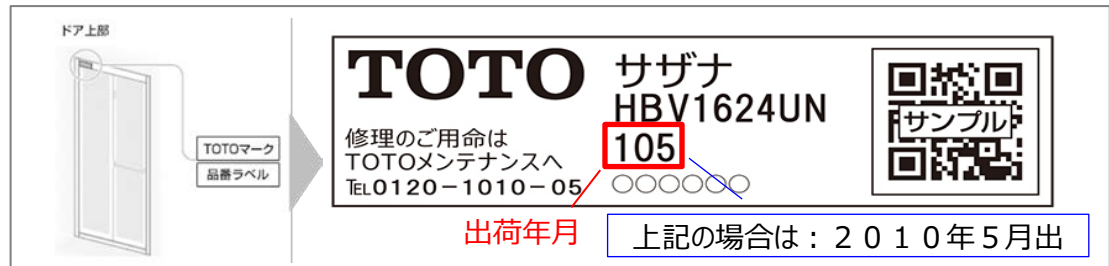 ドア上部
TOTOマーク
品番ラベル
TOTO
サザナ
HBV1624UN
105
○○○○○○
修理のご用命は
TOTOメンテナンスへ
℡0120-1010-05
サンプル
出荷年月
上記の場合は：２０１０年５月出